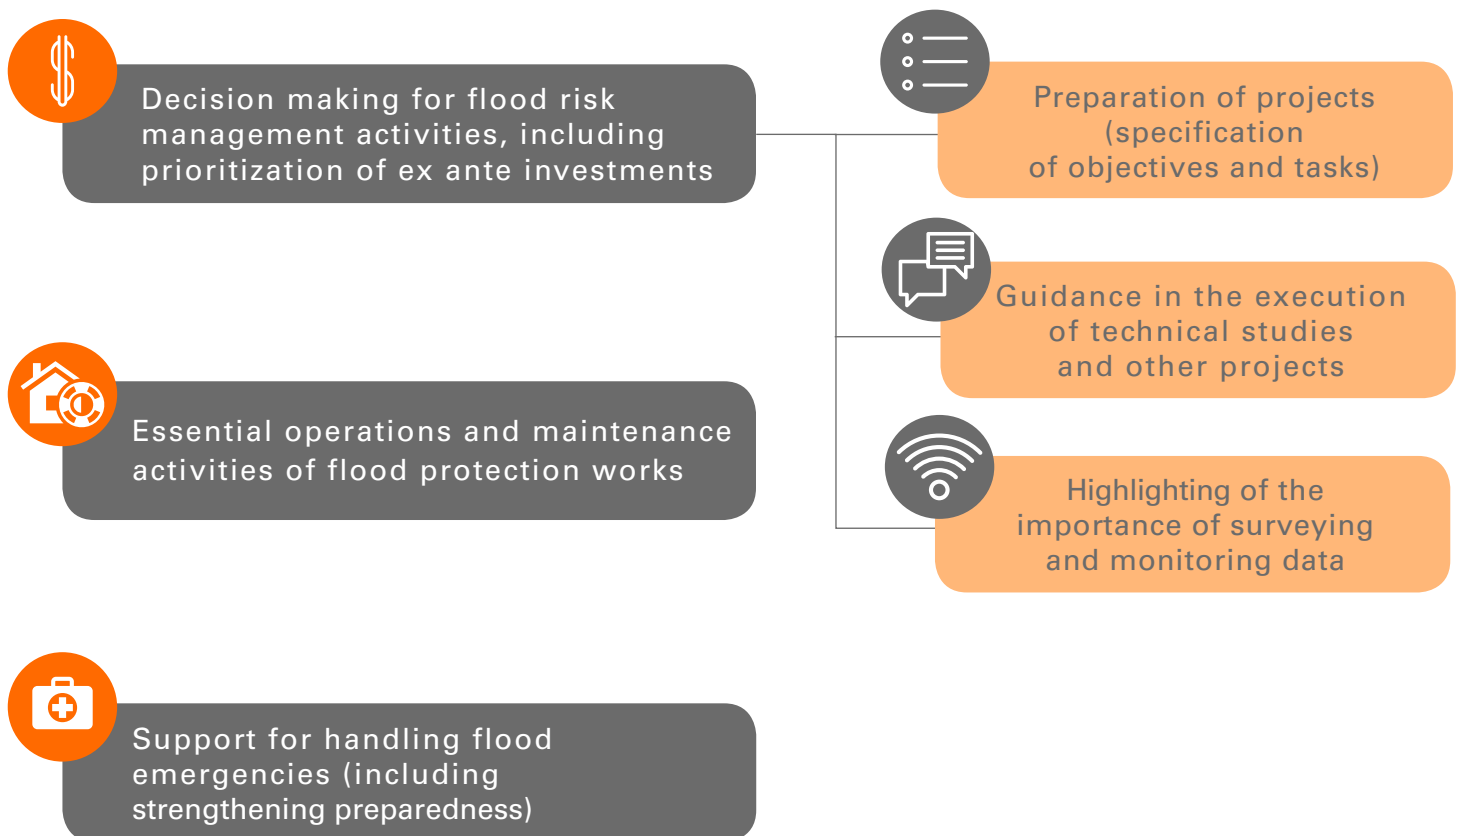 Decision making for flood risk
management activities, including
prioritization of ex ante investments
Preparation of projects
(specification
of objectives and tasks)
Guidance in the execution
of technical studies
and other projects
Essential operations and maintenance
activities of flood protection works
Highlighting of the
importance of surveying
and monitoring data
Support for handling flood
emergencies (including
strengthening preparedness)